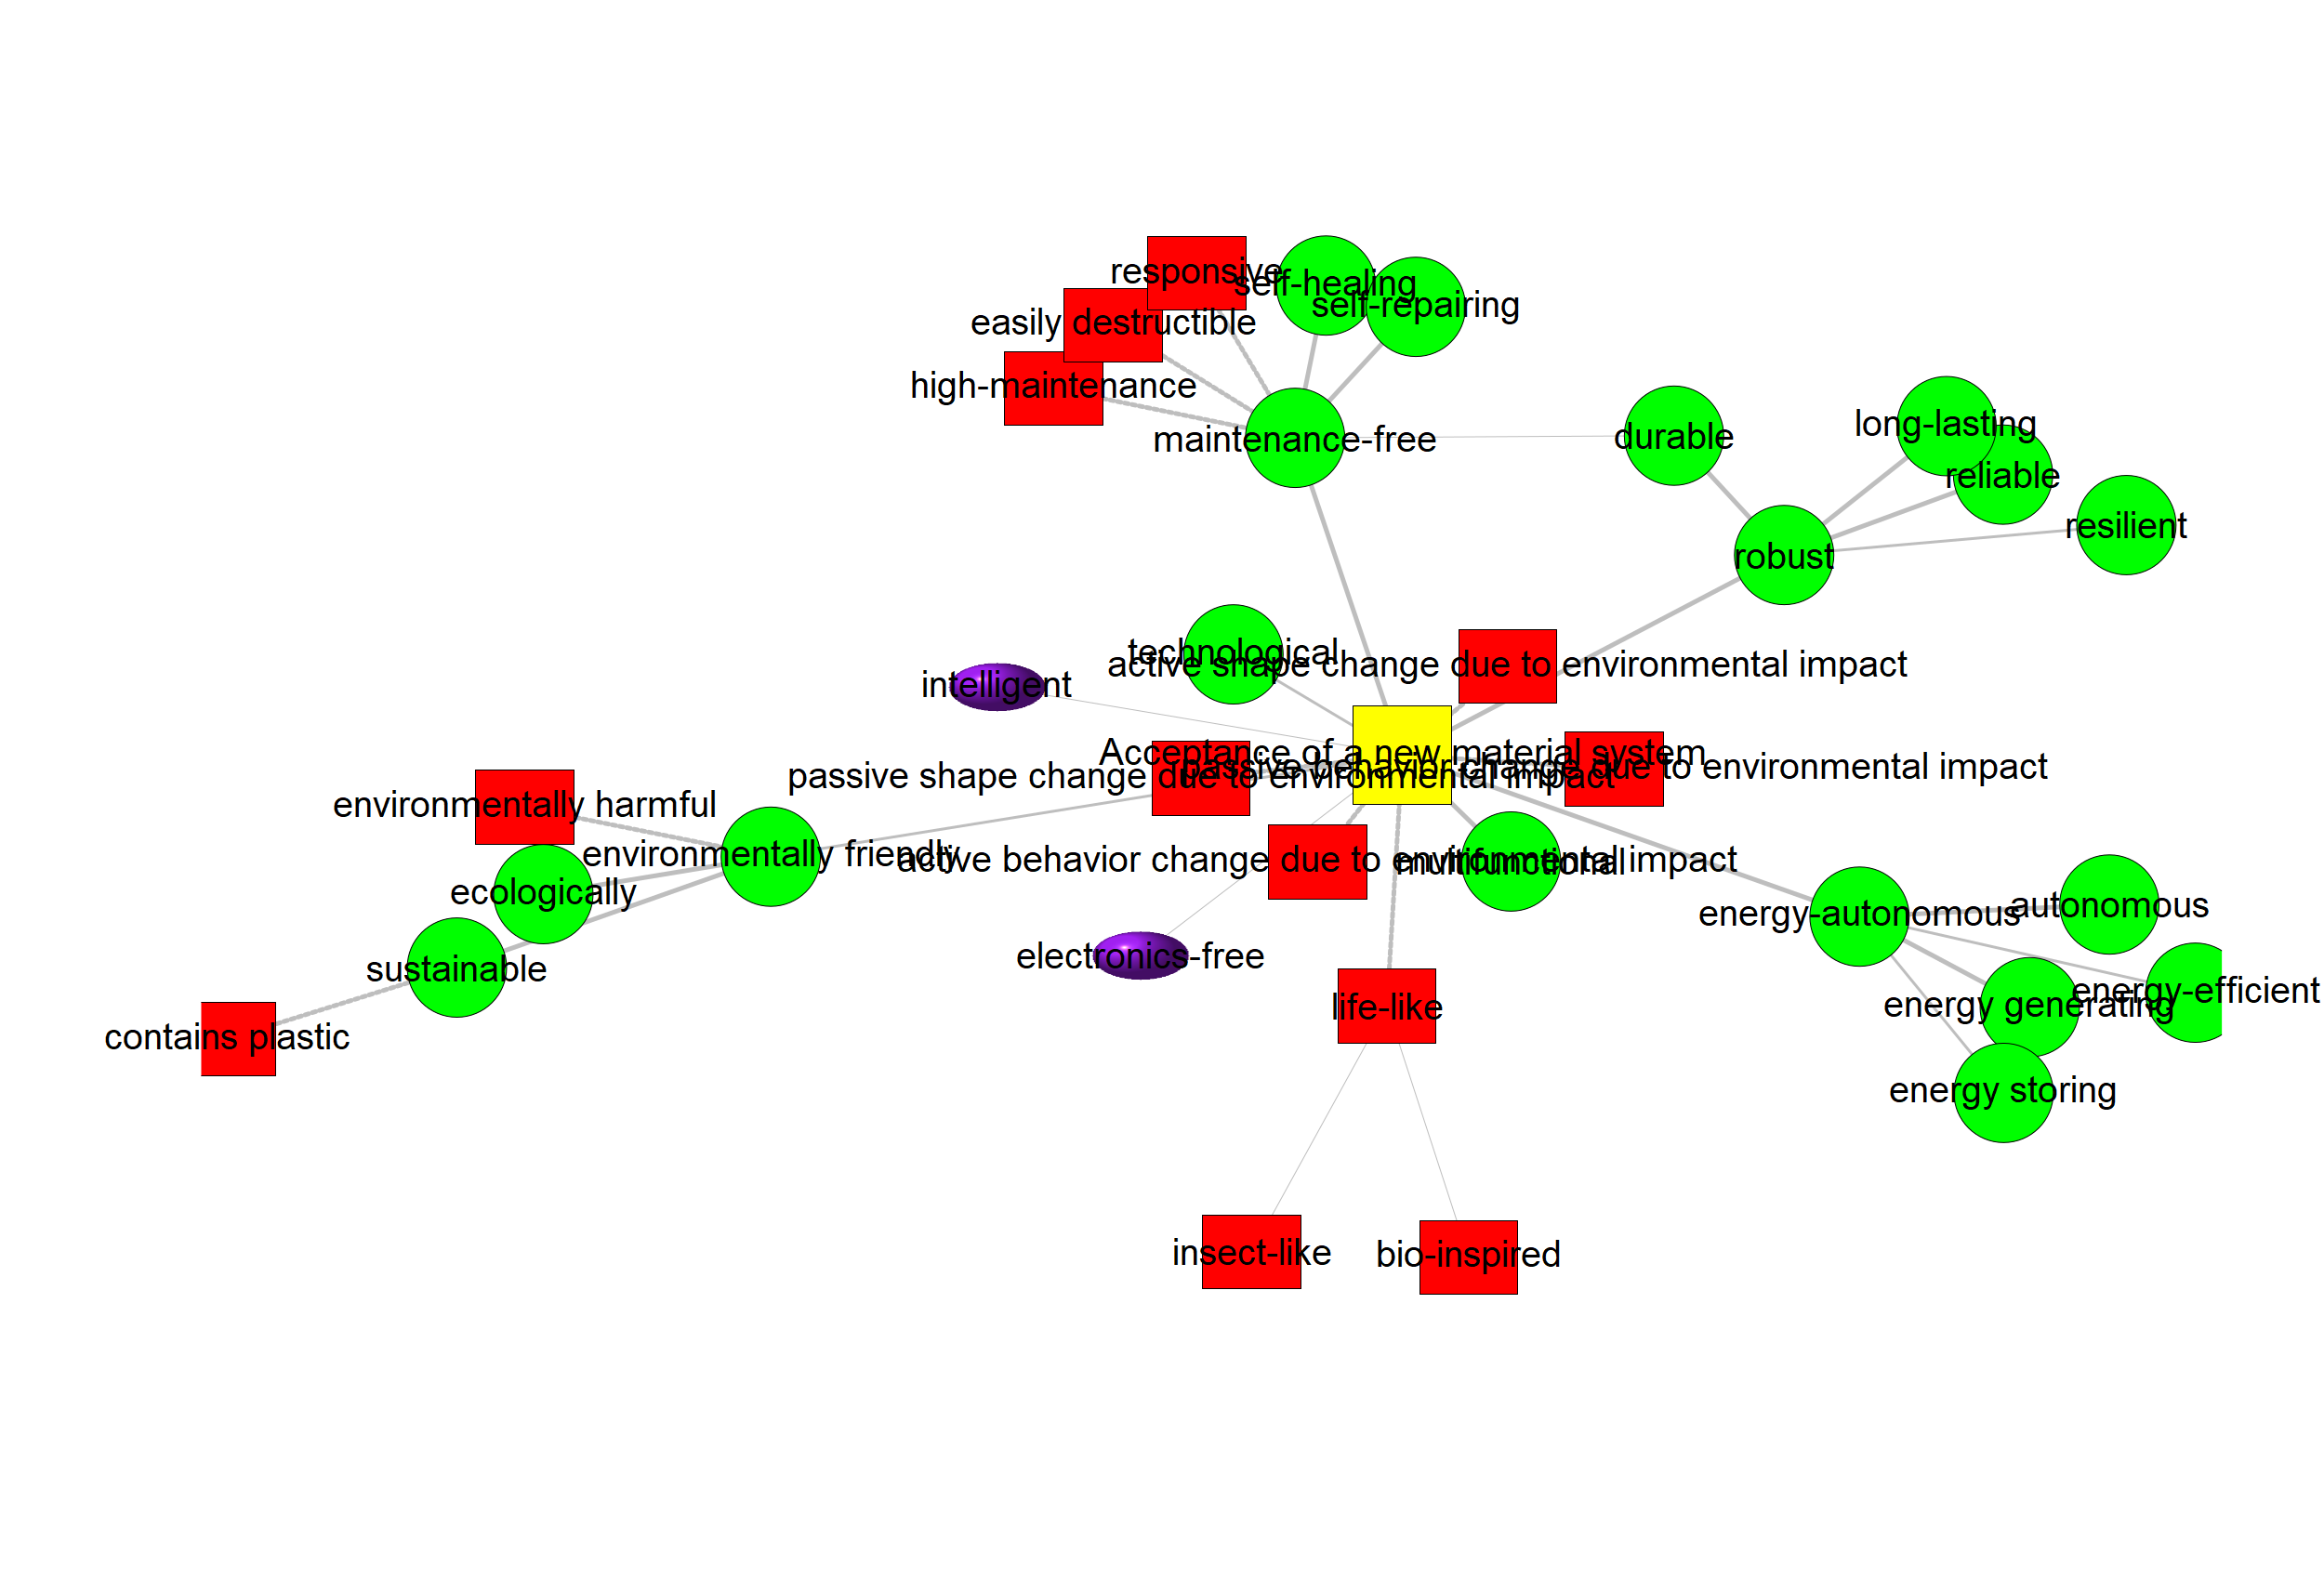 responsive
self-healing
self-repairing
easily destructible
high-maintenance
maintenance-free
durable
long-lasting
reliable
resilient
robust
technological
active shape change due to environmental impact
intelligent
Acceptance of a new material system
passive behavior change due to environmental impact
passive shape change due to environmental impact
environmentally harmful
environmentally friendly
active behavior change due to environmental impact
multifunctional
ecologically
energy-autonomous
autonomous
electronics-free
sustainable
energy-efficient
energy generating
life-like
contains plastic
energy storing
insect-like
bio-inspired